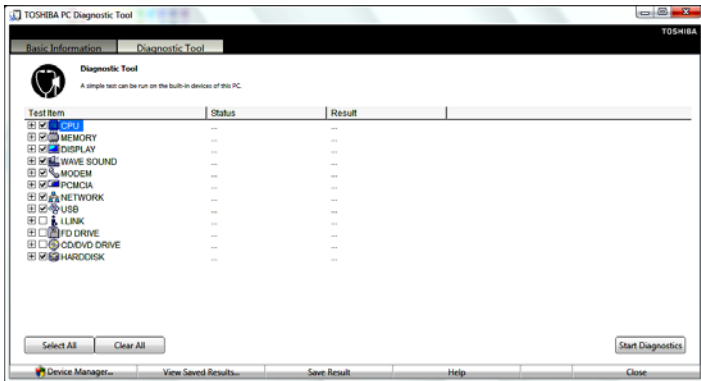 TOSHIBA PC Diagnostic Tool
TOSHIBA
Basic Information Diagnostic Tool
Diagnostic Tool
A simple test can be run on the built-in devices of this PC.
Test Item Status Result
CPU ... ...
MEMORY ... ...
DISPLAY ... ...
WAVE SOUND ... ...
MODEM ... ...
PCMCIA ... ...
NETWORK ... ...
USB ... ...
i.LINK ... ...
FD DRIVE ... ...
CD/DVD DRIVE ... ...
HARDDISK ... ...
Select All Clear All Start Diagnostics
Device Manager... View Saved Results... Save Result Help Close